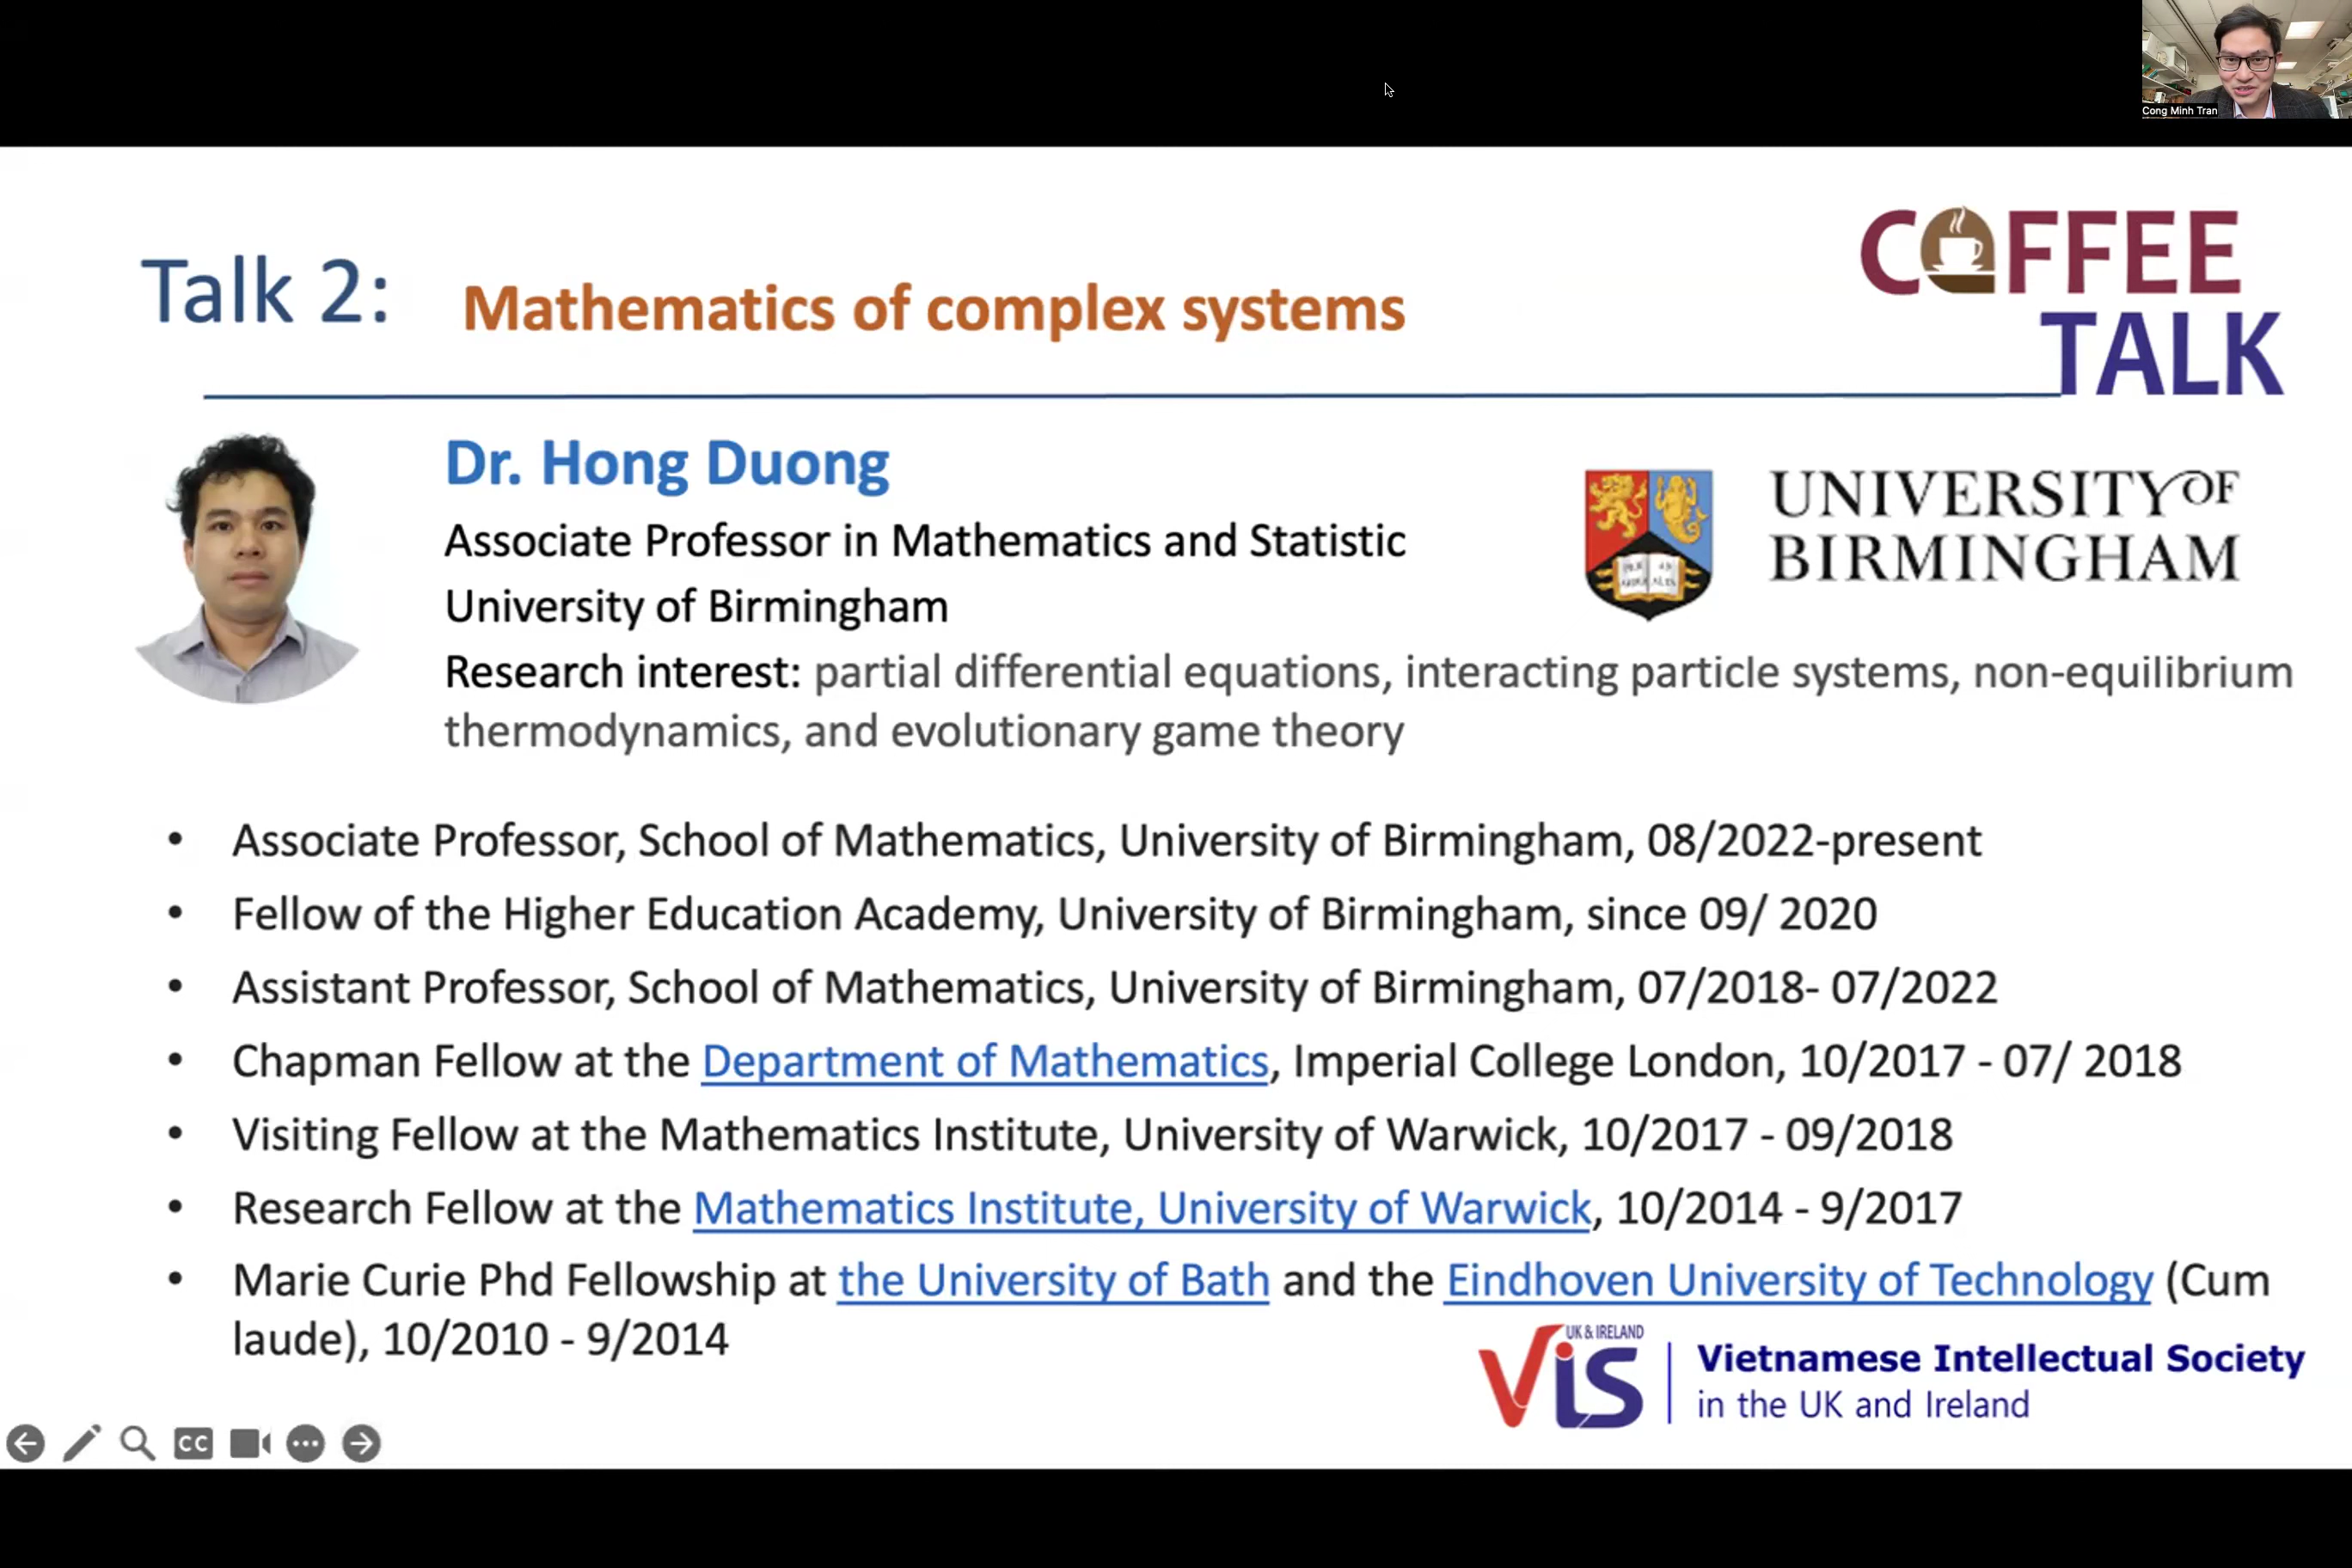 Cong Minh Tran
COFFEE
TALK
Talk 2: Mathematics of complex systems
Dr. Hong Duong
Associate Professor in Mathematics and Statistic
University of Birmingham
UNIVERSITY OF
BIRMINGHAM
Research interest: partial differential equations, interacting particle systems, non-equilibrium
thermodynamics, and evolutionary game theory
• Associate Professor, School of Mathematics, University of Birmingham, 08/2022-present
• Fellow of the Higher Education Academy, University of Birmingham, since 09/ 2020
• Assistant Professor, School of Mathematics, University of Birmingham, 07/2018- 07/2022
• Chapman Fellow at the Department of Mathematics, Imperial College London, 10/2017 - 07/ 2018
• Visiting Fellow at the Mathematics Institute, University of Warwick, 10/2017 - 09/2018
• Research Fellow at the Mathematics Institute, University of Warwick, 10/2014 - 9/2017
• Marie Curie Phd Fellowship at the University of Bath and the Eindhoven University of Technology (Cum
laude), 10/2010 - 9/2014
UK & IRELAND
ViS
Vietnamese Intellectual Society
in the UK and Ireland
CC